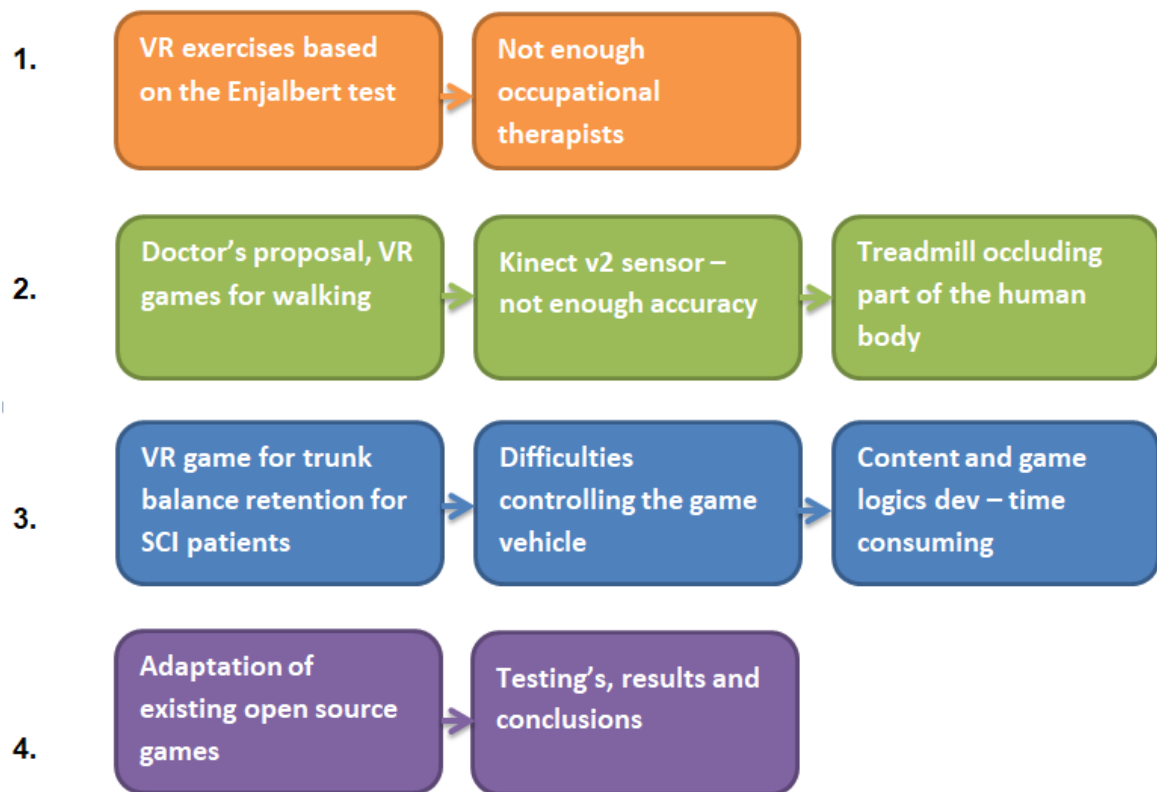 1.
VR exercises based
on the Enjalbert test
Not enough
occupational
therapists
2.
Doctor's proposal, VR
games for walking
Kinect v2 sensor –
not enough accuracy
Treadmill occluding
part of the human
body
3.
VR game for trunk
balance retention for
SCI patients
Difficulties
controlling the game
vehicle
Content and game
logics dev – time
consuming
4.
Adaptation of
existing open source
games
Testing's, results and
conclusions